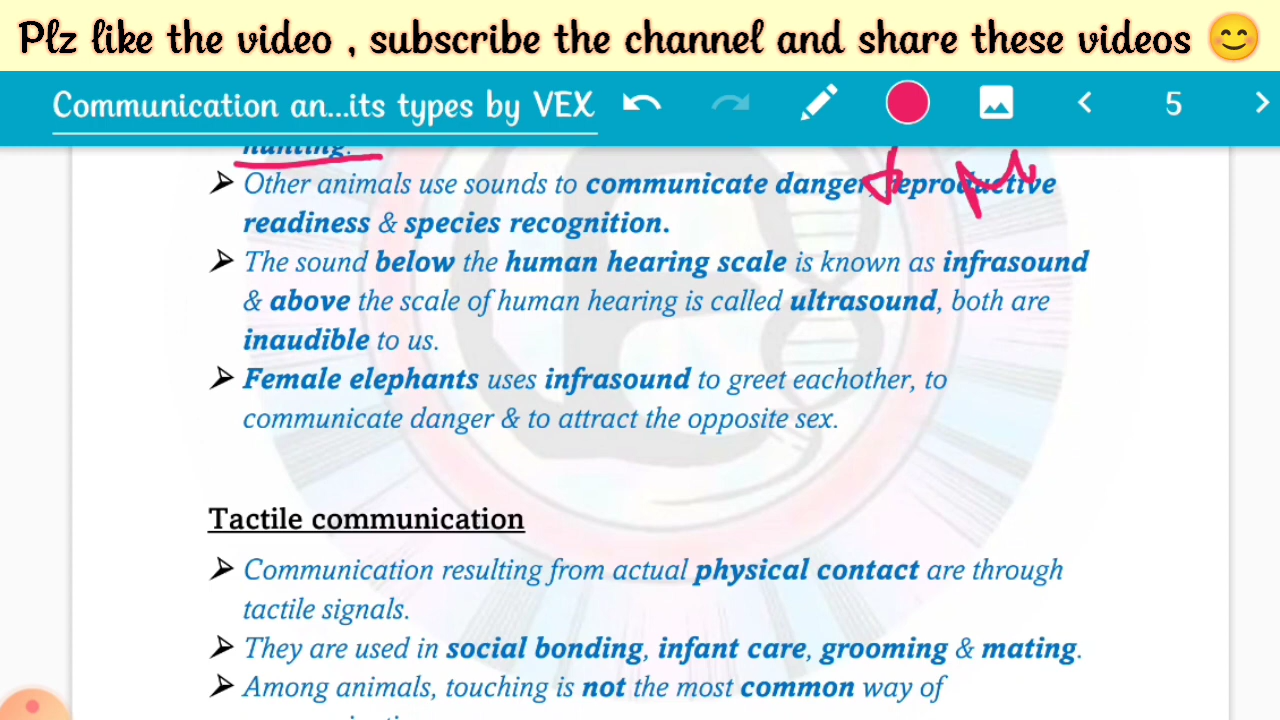 Plz like the video , subscribe the channel and share these videos 😊
Communication an...its types by VEX 5
hunting.
Other animals use sounds to communicate danger, reproductive
readiness & species recognition.
The sound below the human hearing scale is known as infrasound
& above the scale of human hearing is called ultrasound, both are
inaudible to us.
Female elephants uses infrasound to greet eachother, to
communicate danger & to attract the opposite sex.
Tactile communication
Communication resulting from actual physical contact are through
tactile signals.
They are used in social bonding, infant care, grooming & mating.
Among animals, touching is not the most common way of